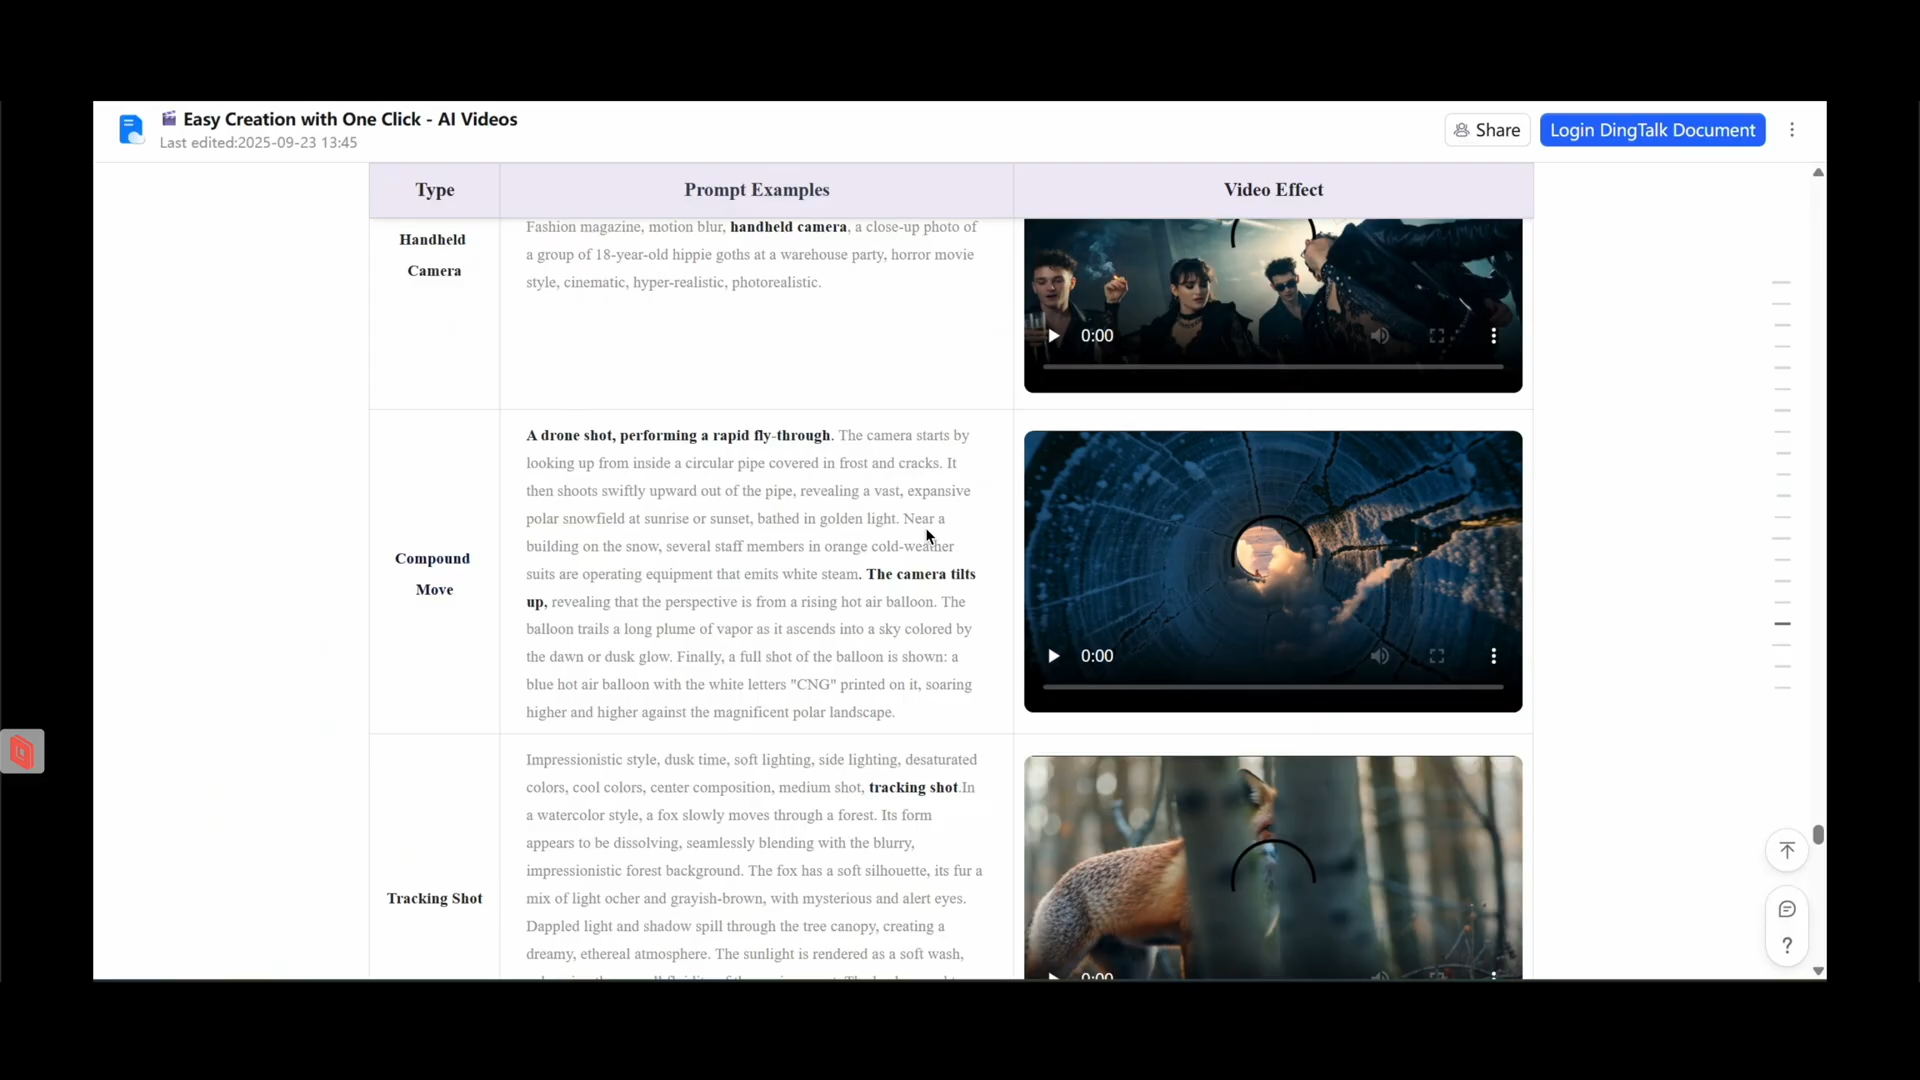 Easy Creation with One Click - AI Videos
Last edited:2025-09-23 13:45
Share
Login DingTalk Document
Type
Prompt Examples
Video Effect
Handheld
Camera
Fashion magazine, motion blur, handheld camera, a close-up photo of
a group of 18-year-old hippie goths at a warehouse party, horror movie
style, cinematic, hyper-realistic, photorealistic.
0:00
Compound
Move
A drone shot, performing a rapid fly-through. The camera starts by
looking up from inside a circular pipe covered in frost and cracks. It
then shoots swiftly upward out of the pipe, revealing a vast, expansive
polar snowfield at sunrise or sunset, bathed in golden light. Near a
building on the snow, several staff members in orange cold-weather
suits are operating equipment that emits white steam. The camera tilts
up, revealing that the perspective is from a rising hot air balloon. The
balloon trails a long plume of vapor as it ascends into a sky colored by
the dawn or dusk glow. Finally, a full shot of the balloon is shown: a
blue hot air balloon with the white letters "CNG" printed on it, soaring
higher and higher against the magnificent polar landscape.
0:00
Tracking Shot
Impressionistic style, dusk time, soft lighting, side lighting, desaturated
colors, cool colors, center composition, medium shot, tracking shot.In
a watercolor style, a fox slowly moves through a forest. Its form
appears to be dissolving, seamlessly blending with the blurry,
impressionistic forest background. The fox has a soft silhouette, its fur a
mix of light ocher and grayish-brown, with mysterious and alert eyes.
Dappled light and shadow spill through the tree canopy, creating a
dreamy, ethereal atmosphere. The sunlight is rendered as a soft wash,
0:00
?